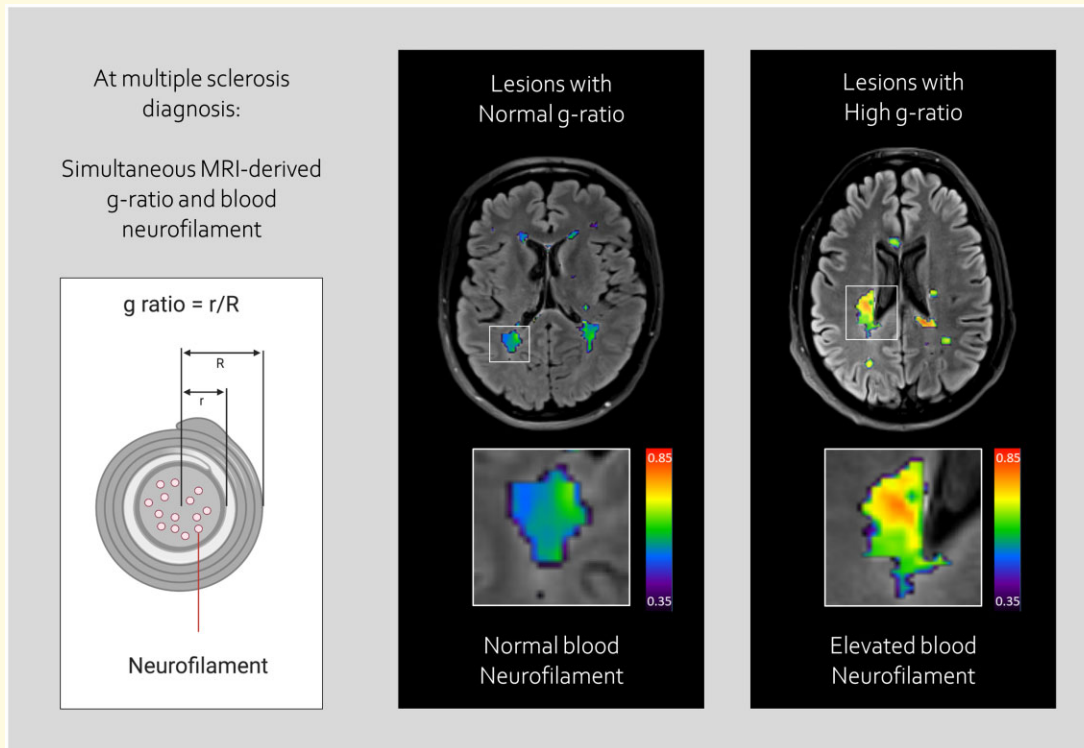 At multiple sclerosis
diagnosis:
Simultaneous MRI-derived
g-ratio and blood
neurofilament
g ratio = r/R
R
r
Neurofilament
Lesions with
Normal g-ratio
0.85
0.35
Normal blood
Neurofilament
Lesions with
High g-ratio
0.85
0.35
Elevated blood
Neurofilament